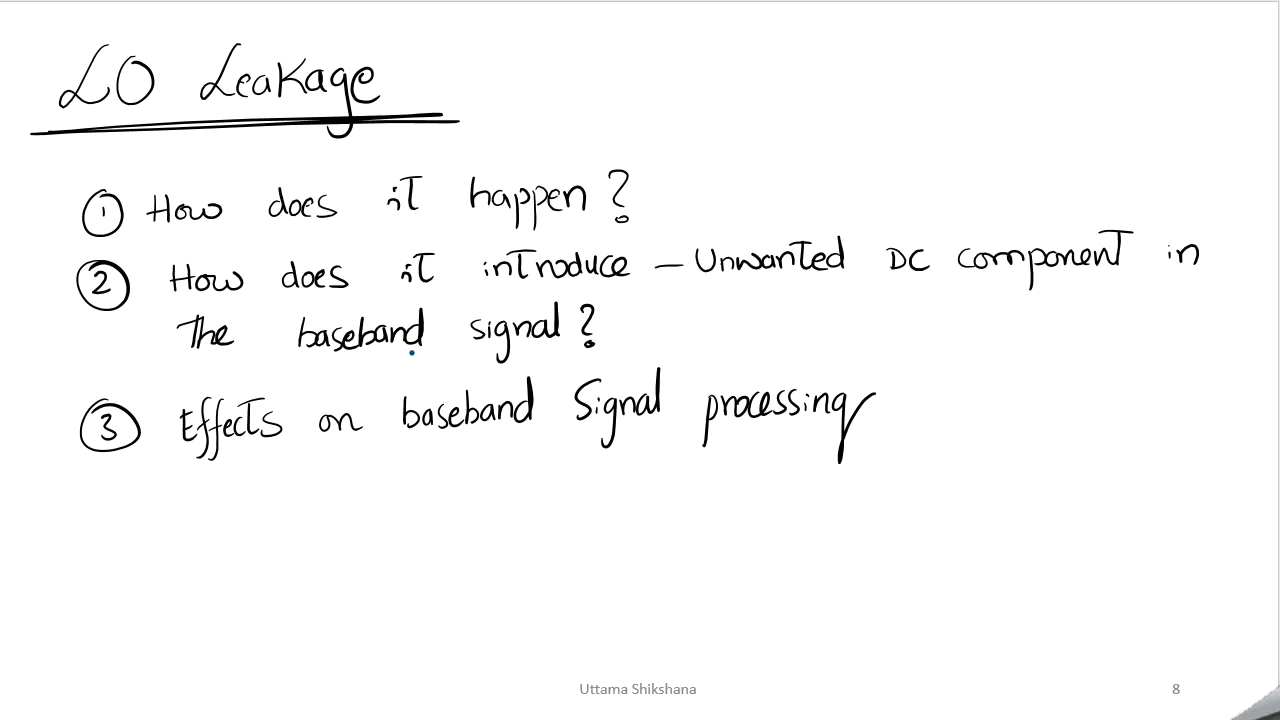 LO Leakage
① How does it happen?
② How does it introduce – Unwanted DC component in
The baseband signal?
③ Effects on baseband Signal processing
Uttama Shikshana
8